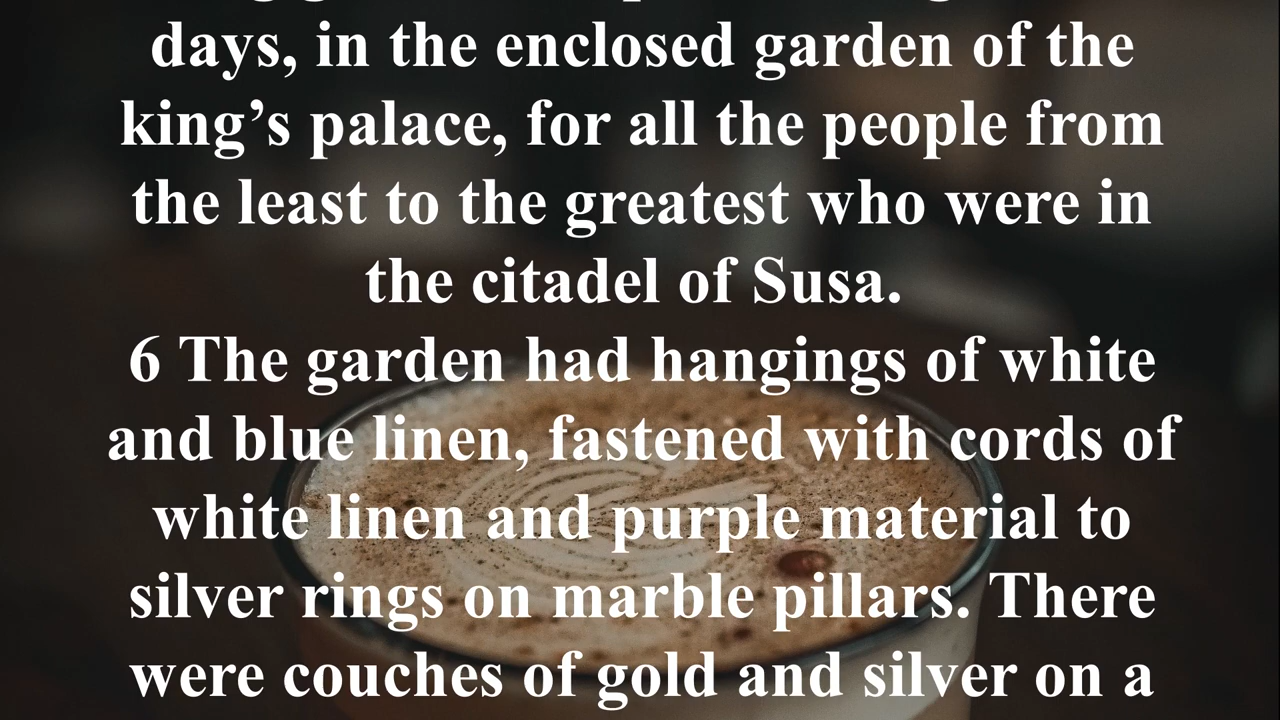 days, in the enclosed garden of the
king’s palace, for all the people from
the least to the greatest who were in
the citadel of Susa.
6 The garden had hangings of white
and blue linen, fastened with cords of
white linen and purple material to
silver rings on marble pillars. There
were couches of gold and silver on a